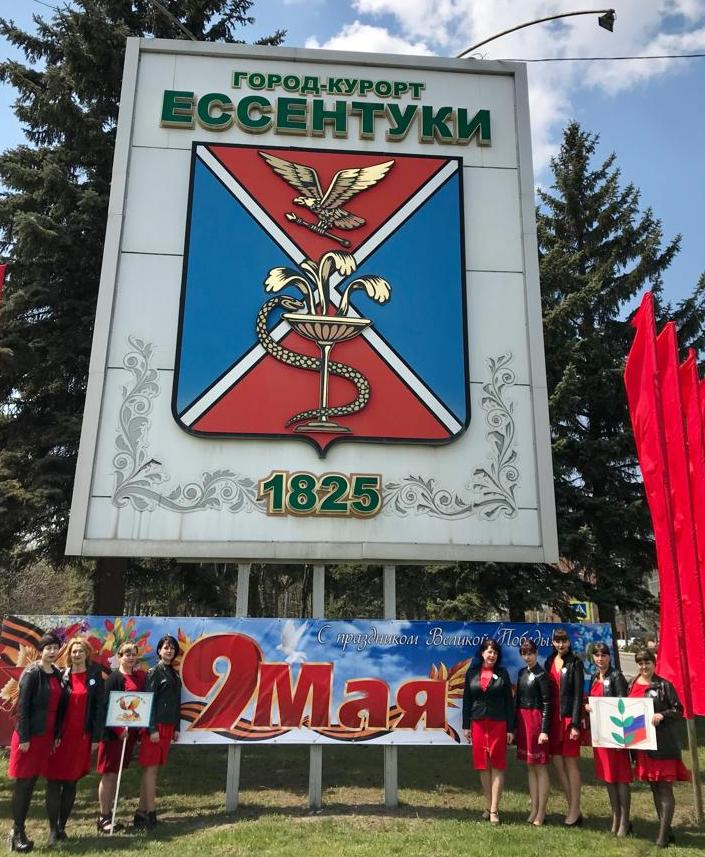 ГОРОД-КУРОРТ
ЕССЕНТУКИ
1825
С праздником Великой Победы!
9 Мая